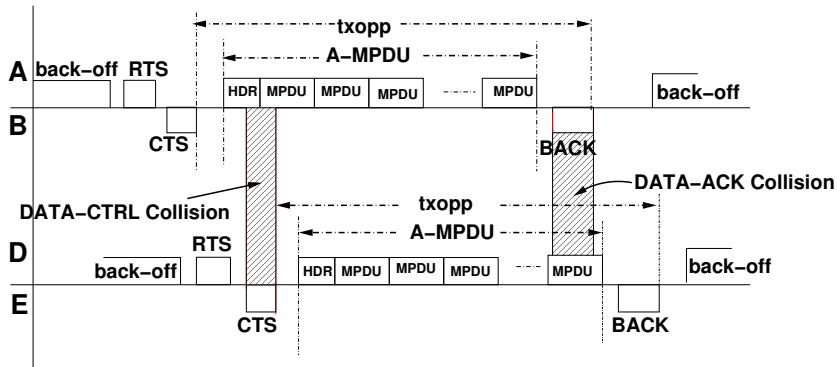 txopp
A-MPDU
A
back-off
RTS
HDR
MPDU
MPDU
MPDU
MPDU
back-off
B
CTS
BACK
DATA-CTRL Collision
DATA-ACK Collision
txopp
A-MPDU
D
back-off
RTS
HDR
MPDU
MPDU
MPDU
MPDU
back-off
E
CTS
BACK